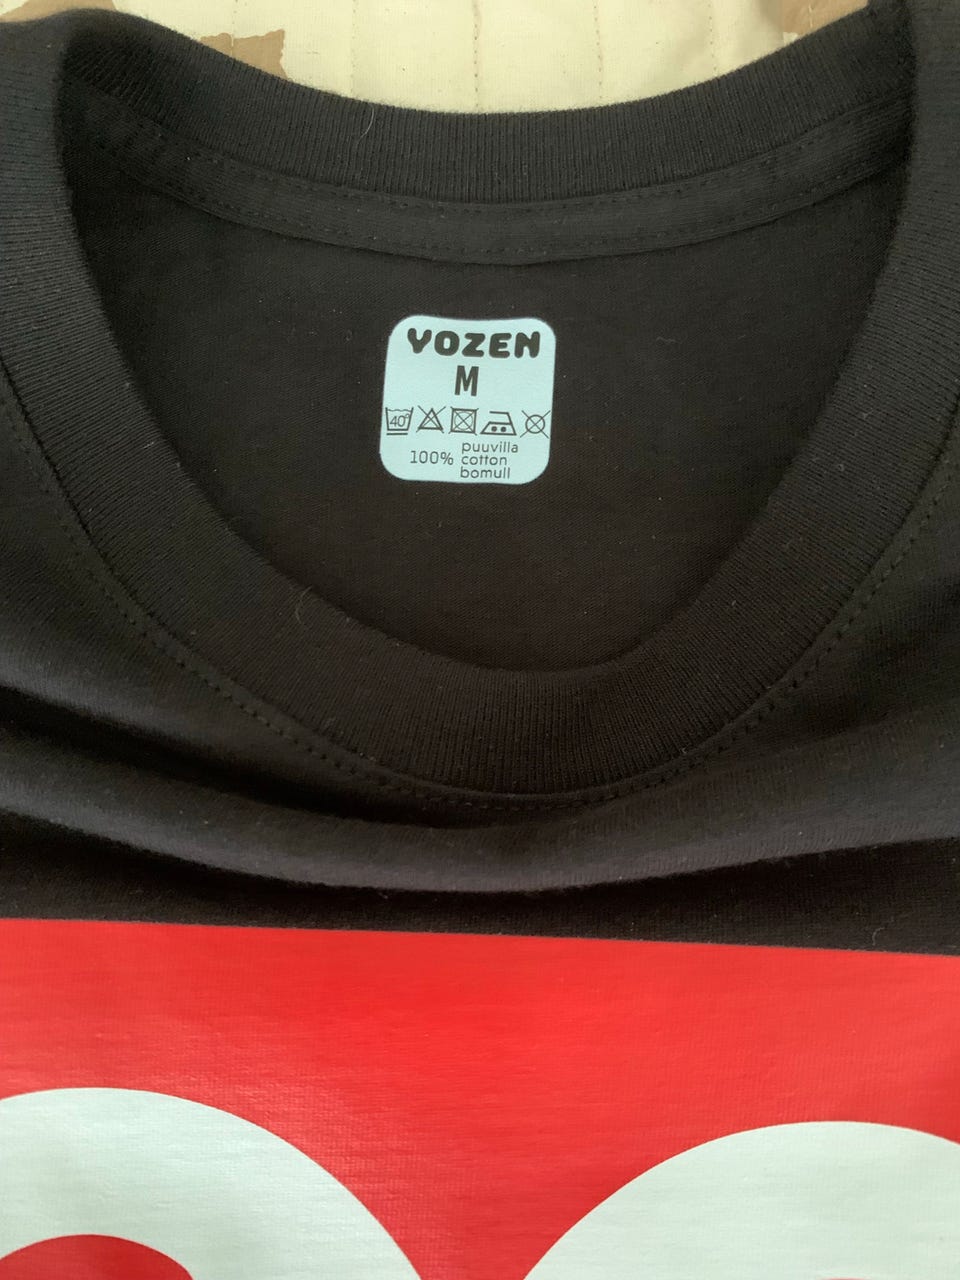 YOZEN
M
40°
100% puuvilla
cotton
bomull